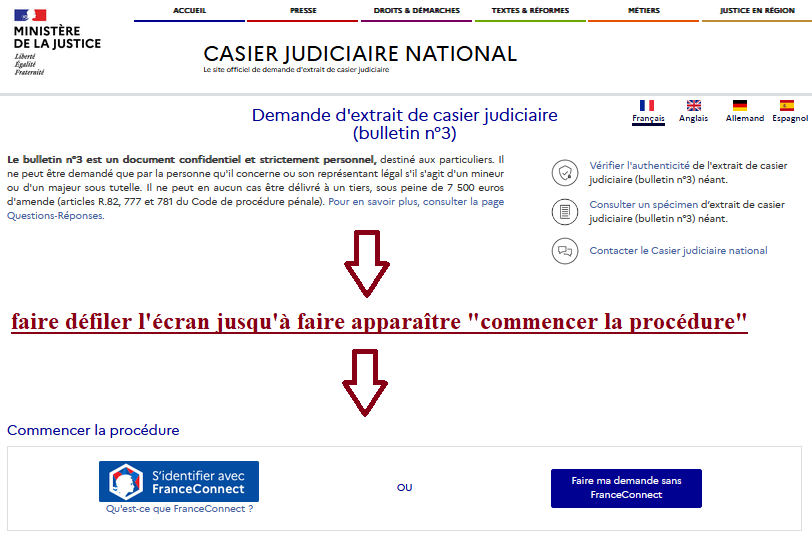 ACCUEIL
PRESSE
DROITS & DÉMARCHES
TEXTES & RÉFORMES
MÉTIERS
JUSTICE EN RÉGION
MINISTÈRE
DE LA JUSTICE
Liberté
Égalité
Fraternité
CASIER JUDICIAIRE NATIONAL
Le site officiel de demande d'extrait de casier judiciaire
Français
Anglais
Allemand
Espagnol
Demande d'extrait de casier judiciaire
(bulletin n°3)
Le bulletin n°3 est un document confidentiel et strictement personnel, destiné aux particuliers. Il
ne peut être demandé que par la personne qu'il concerne ou son représentant légal s'il s'agit d'un mineur
ou d'un majeur sous tutelle. Il ne peut en aucun cas être délivré à un tiers, sous peine de 7 500 euros
d'amende (articles R.82, 777 et 781 du Code de procédure pénale). Pour en savoir plus, consulter la page
Questions-Réponses.
Vérifier l'authenticité de l'extrait de casier
judiciaire (bulletin n°3) néant.
Consulter un spécimen d'extrait de casier
judiciaire (bulletin n°3) néant.
Contacter le Casier judiciaire national
faire défiler l'écran jusqu'à faire apparaître "commencer la procédure"
Commencer la procédure
S'identifier avec
FranceConnect
Qu'est-ce que FranceConnect ?
OU
Faire ma demande sans
FranceConnect